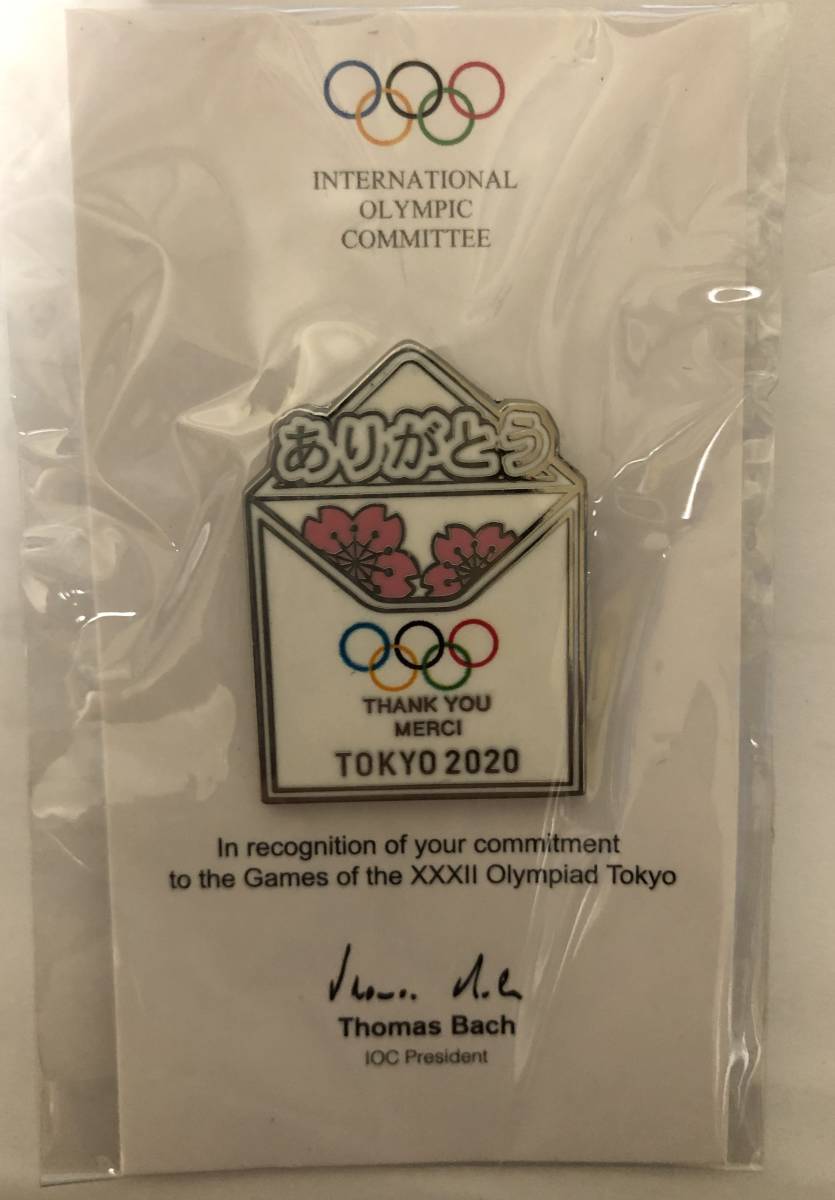 INTERNATIONAL
OLYMPIC
COMMITTEE
ありがとう
THANK YOU
MERCI
TOKYO 2020
In recognition of your commitment
to the Games of the XXXII Olympiad Tokyo
Thomas Bach
IOC President